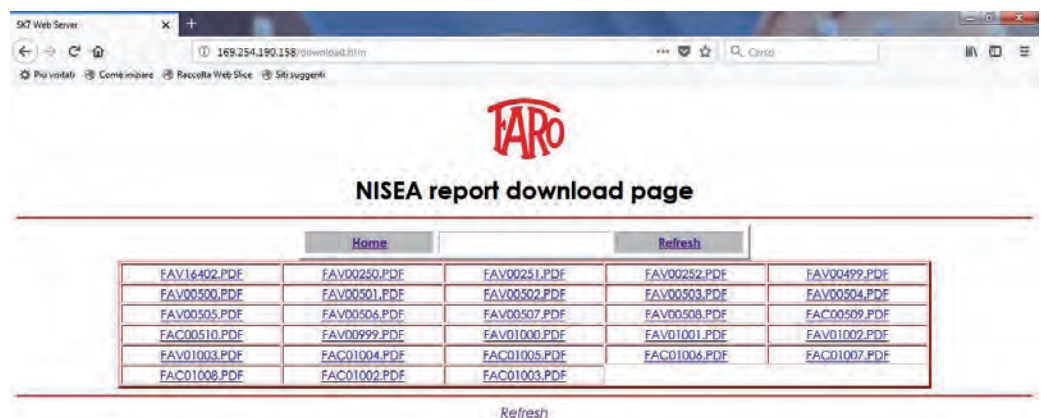 SK7 Web Server
169.254.190.158/download.htm
Cerca
Più visitati Come iniziare Raccolta Web Slice Siti suggeriti
FARO
NISEA report download page
Home Refresh
FAV16402.PDF FAV00250.PDF FAV00251.PDF FAV00252.PDF FAV00499.PDF
FAV00500.PDF FAV00501.PDF FAV00502.PDF FAV00503.PDF FAV00504.PDF
FAV00505.PDF FAV00506.PDF FAV00507.PDF FAV00508.PDF FAC00509.PDF
FAC00510.PDF FAV00999.PDF FAV01000.PDF FAV01001.PDF FAV01002.PDF
FAV01003.PDF FAC01004.PDF FAC01005.PDF FAC01006.PDF FAC01007.PDF
FAC01008.PDF FAC01002.PDF FAC01003.PDF
Refresh